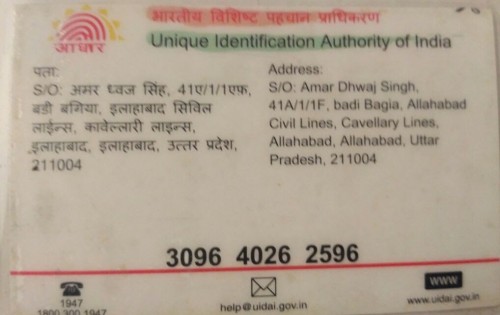 भारतीय विशिष्ट पहचान प्राधिकरण
Unique Identification Authority of India
आधार
पता:
S/O: अमर ध्वज सिंह, 41ए/1/1एफ,
बडी बगिया, इलाहाबाद सिविल
लाईन्स, कावेल्लारी लाइन्स,
इलाहाबाद, इलाहाबाद, उत्तर प्रदेश,
211004
Address:
S/O: Amar Dhwaj Singh,
41A/1/1F, badi Bagia, Allahabad
Civil Lines, Cavellary Lines,
Allahabad, Allahabad, Uttar
Pradesh, 211004
3096 4026 2596
1947
1800 300 1947
help@uidai.gov.in
www
www.uidai.gov.in